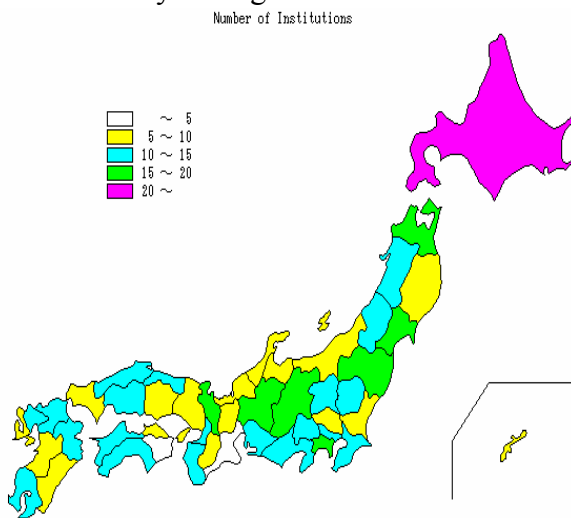 Number of Institutions
～ 5
5 ～ 10
10 ～ 15
15 ～ 20
20 ～